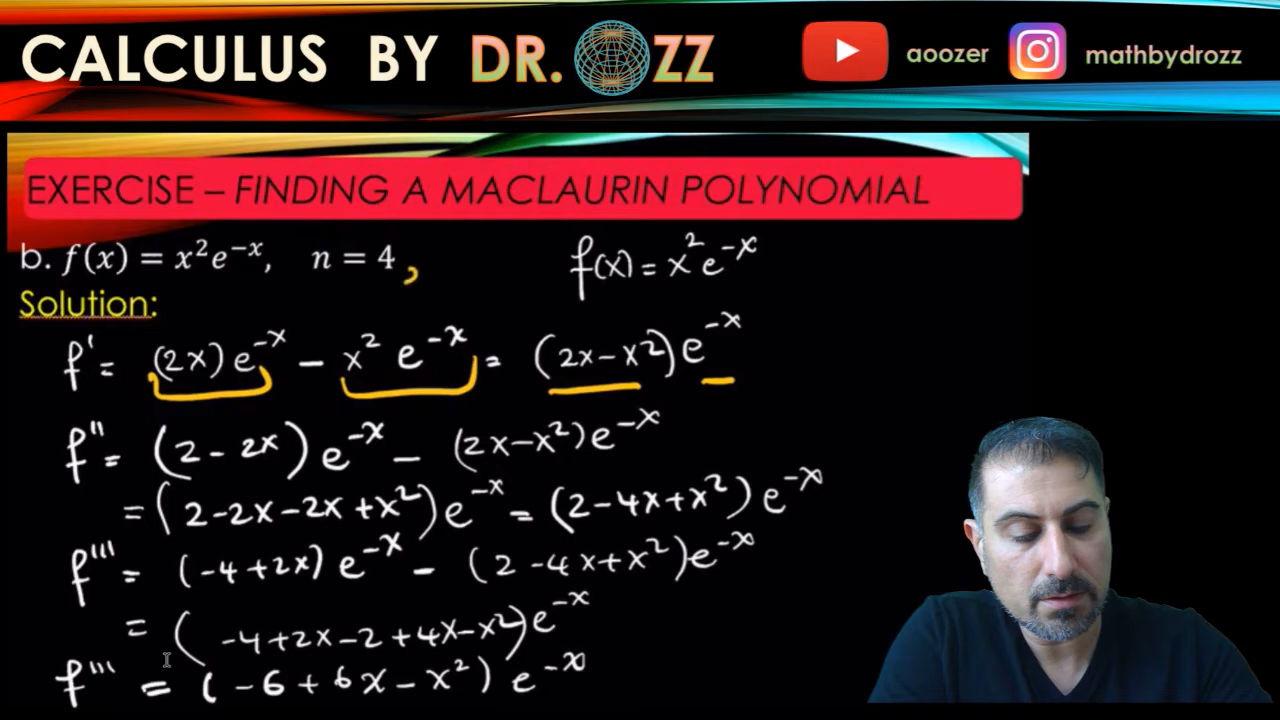 CALCULUS BY DR. OZZ
aoozer
mathbydrozz
EXERCISE – FINDING A MACLAURIN POLYNOMIAL
b. f(x) = x²e⁻ˣ, n = 4, f(x) = x²e⁻ˣ
Solution:
f' = (2x)e⁻ˣ − x² e⁻ˣ = (2x−x²)e⁻ˣ
f'' = (2−2x)e⁻ˣ − (2x−x²)e⁻ˣ
= (2−2x−2x+x²)e⁻ˣ = (2−4x+x²)e⁻ˣ
f''' = (−4+2x)e⁻ˣ − (2−4x+x²)e⁻ˣ
= (−4+2x−2+4x−x²)e⁻ˣ
f''' = (−6+6x−x²)e⁻ˣ